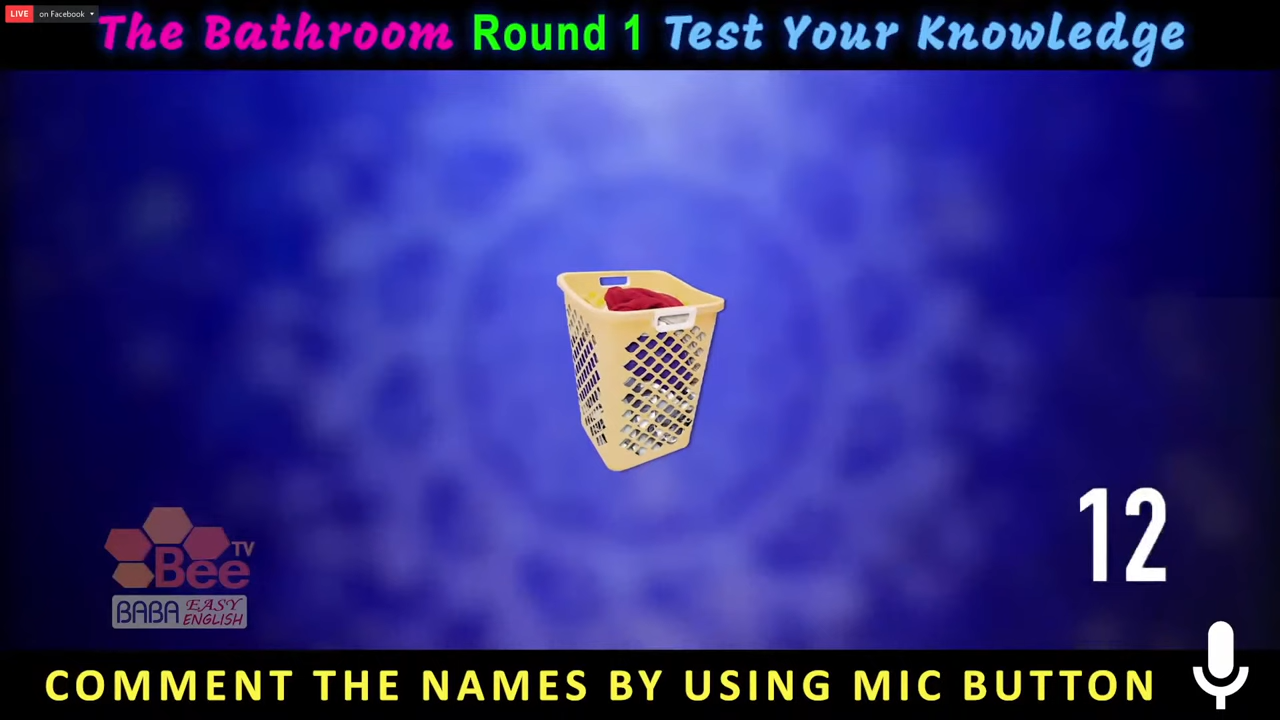 LIVE on Facebook
The Bathroom Round 1 Test Your Knowledge
12
Bee TV
BABA EASY ENGLISH
COMMENT THE NAMES BY USING MIC BUTTON